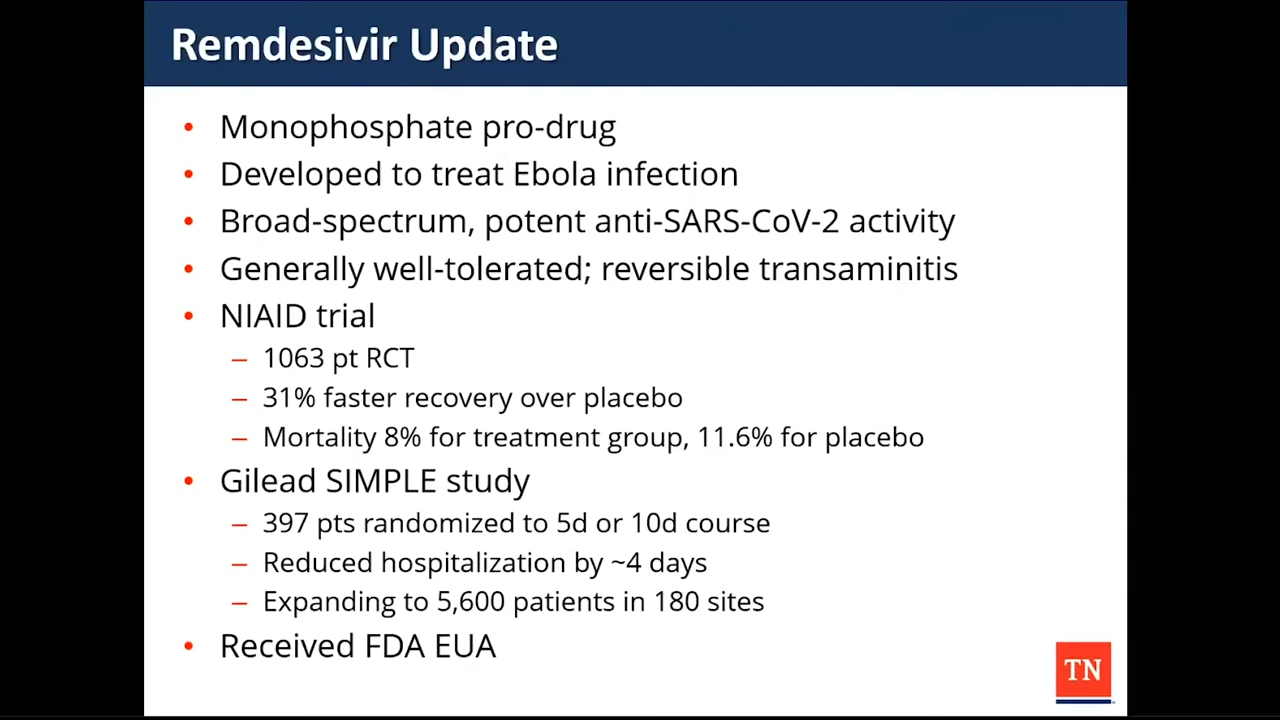 Remdesivir Update
• Monophosphate pro-drug
• Developed to treat Ebola infection
• Broad-spectrum, potent anti-SARS-CoV-2 activity
• Generally well-tolerated; reversible transaminitis
• NIAID trial
– 1063 pt RCT
– 31% faster recovery over placebo
– Mortality 8% for treatment group, 11.6% for placebo
• Gilead SIMPLE study
– 397 pts randomized to 5d or 10d course
– Reduced hospitalization by ~4 days
– Expanding to 5,600 patients in 180 sites
• Received FDA EUA
TN